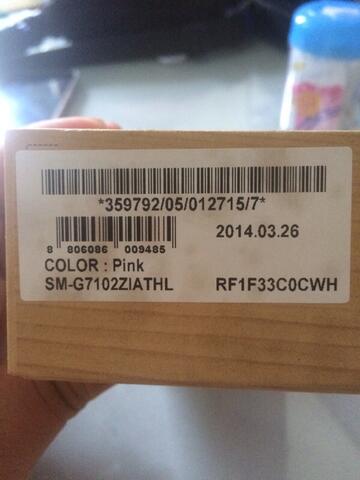 *359792/05/012715/7*
2014.03.26
8 806086 009485
COLOR : Pink
SM-G7102ZIATHL RF1F33C0CWH